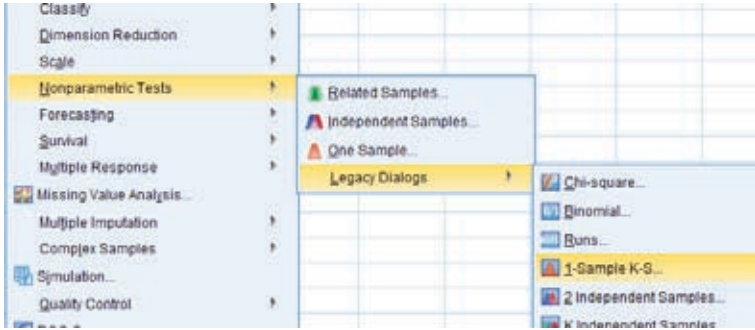 Classify
Dimension Reduction
Scale
Nonparametric Tests
Forecasting
Survival
Multiple Response
Missing Value Analysis...
Multiple Imputation
Complex Samples
Simulation...
Quality Control
Related Samples...
Independent Samples...
One Sample...
Legacy Dialogs
Chi-square...
Binomial...
Runs...
1-Sample K-S...
2 Independent Samples...
K Independent Samples...